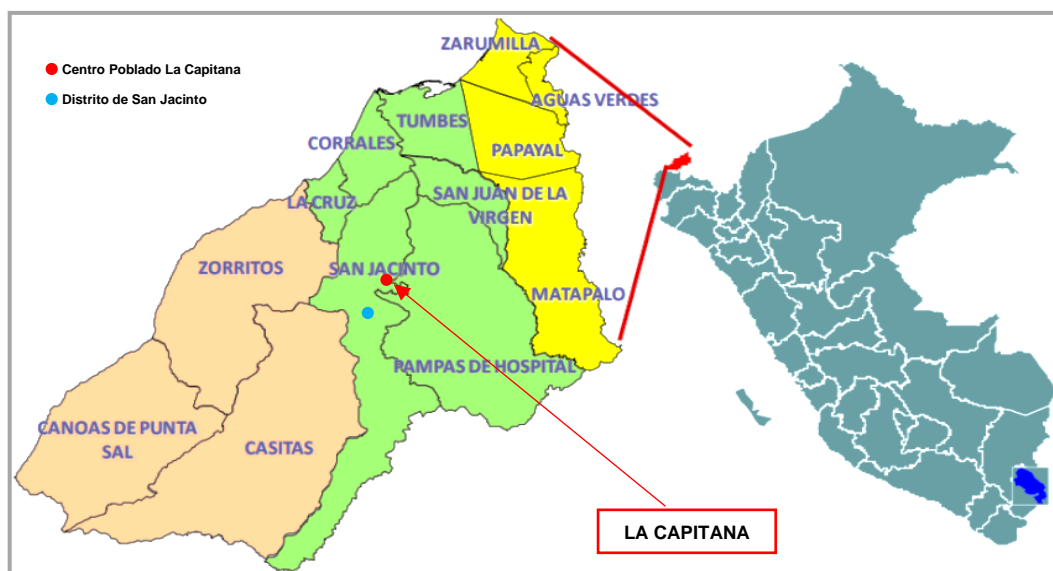 ZARUMILLA
Centro Poblado La Capitana
Distrito de San Jacinto
AGUAS VERDES
TUMBES
CORRALES
PAPAYAL
SAN JUAN DE LA
VIRGEN
LA CRUZ
ZORRITOS
SAN JACINTO
MATAPALO
PAMPAS DE HOSPITAL
CANOAS DE PUNTA
SAL
CASITAS
LA CAPITANA